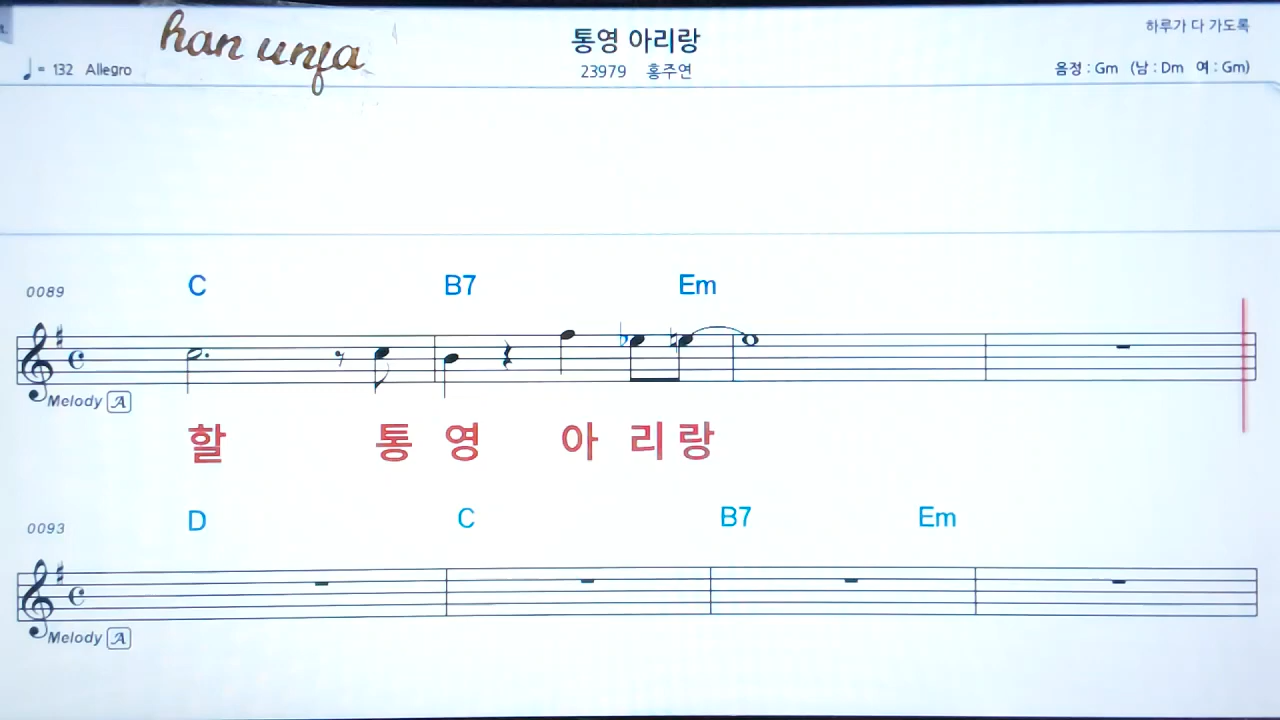 han unfa
통영 아리랑
하루가 다 가도록
♩ = 132 Allegro
23979 홍주연
음정 : Gm (남 : Dm 여 : Gm)
0089 C B7 Em
Melody A
할 통 영 아 리 랑
0093 D C B7 Em
Melody A